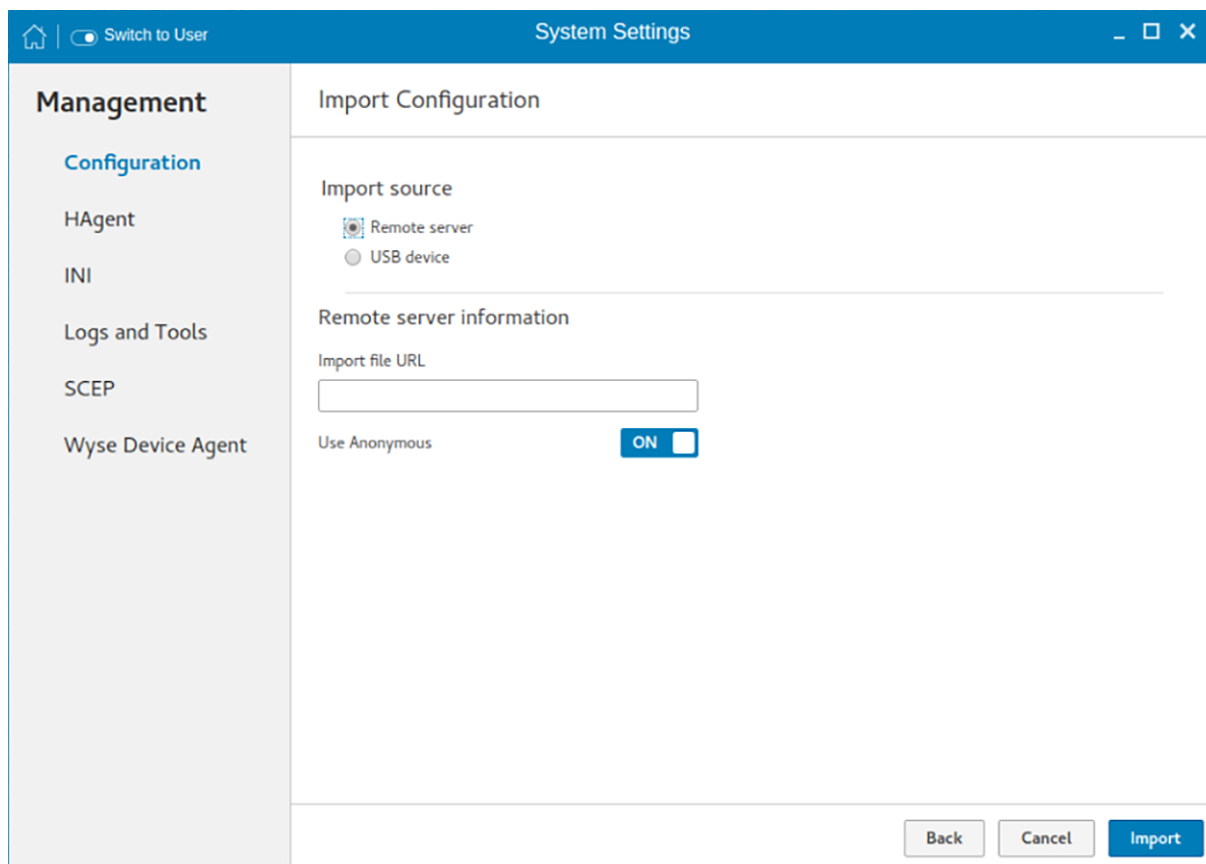 Switch to User
System Settings
Management
Configuration
HAgent
INI
Logs and Tools
SCEP
Wyse Device Agent
Import Configuration
Import source
Remote server
USB device
Remote server information
Import file URL
Use Anonymous
ON
Back
Cancel
Import